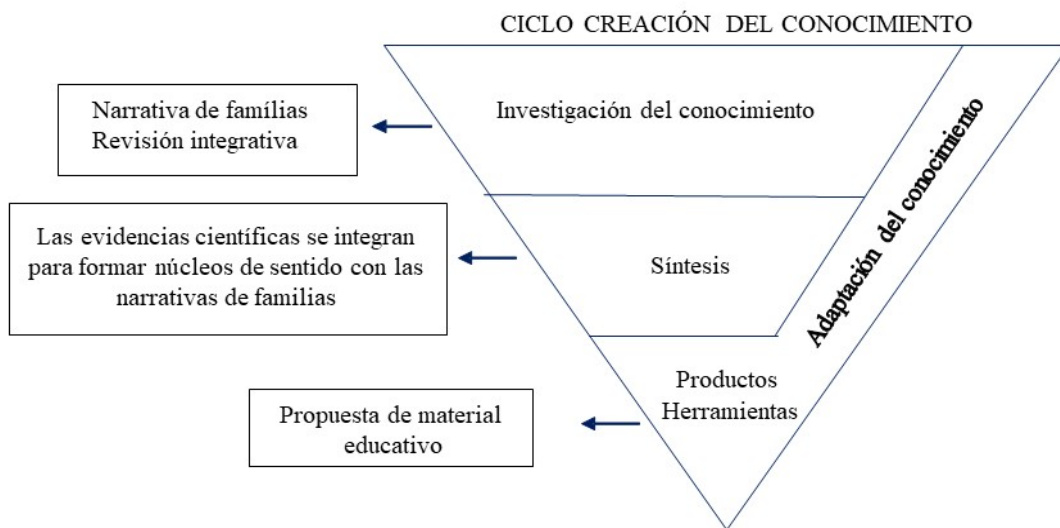 CICLO CREACIÓN DEL CONOCIMIENTO
Narrativa de famílias
Revisión integrativa
Investigación del conocimiento
Adaptación del conocimiento
Las evidencias científicas se integran
para formar núcleos de sentido con las
narrativas de familias
Síntesis
Productos
Herramientas
Propuesta de material
educativo